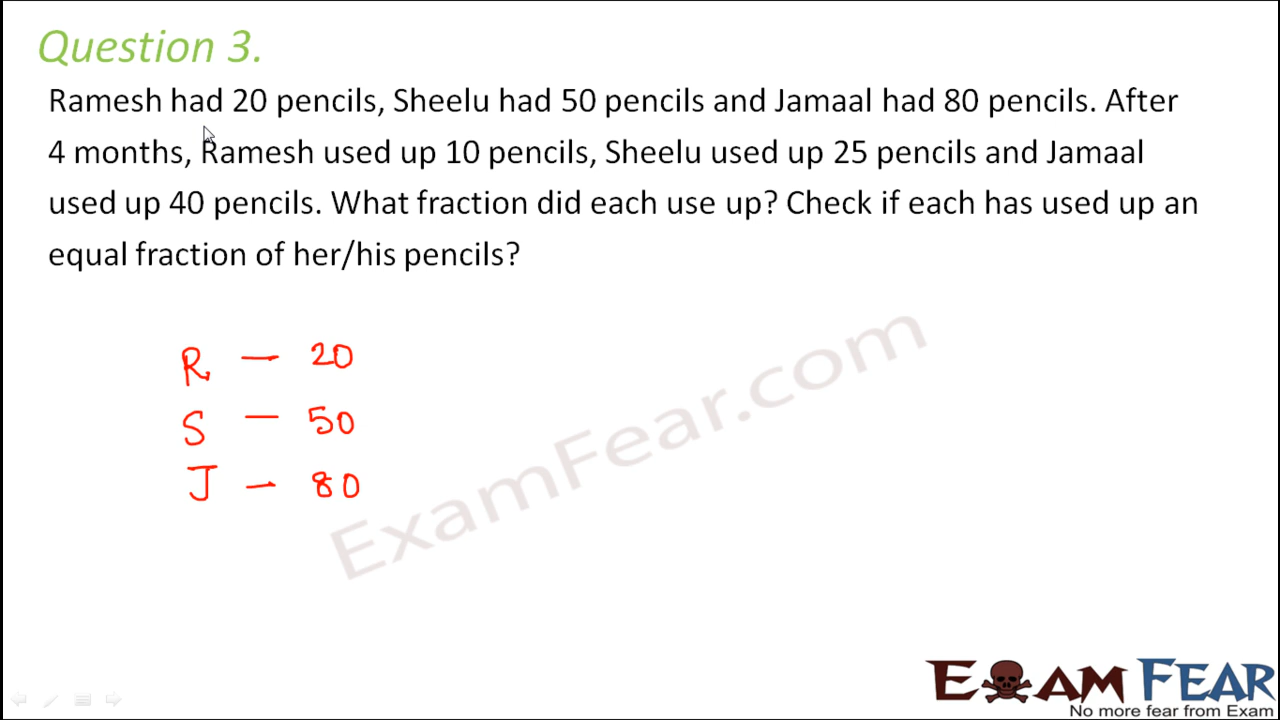 Question 3.
Ramesh had 20 pencils, Sheelu had 50 pencils and Jamaal had 80 pencils. After
4 months, Ramesh used up 10 pencils, Sheelu used up 25 pencils and Jamaal
used up 40 pencils. What fraction did each use up? Check if each has used up an
equal fraction of her/his pencils?
R — 20
S — 50
J — 80
ExamFear.com
EXAM FEAR
No more fear from Exam